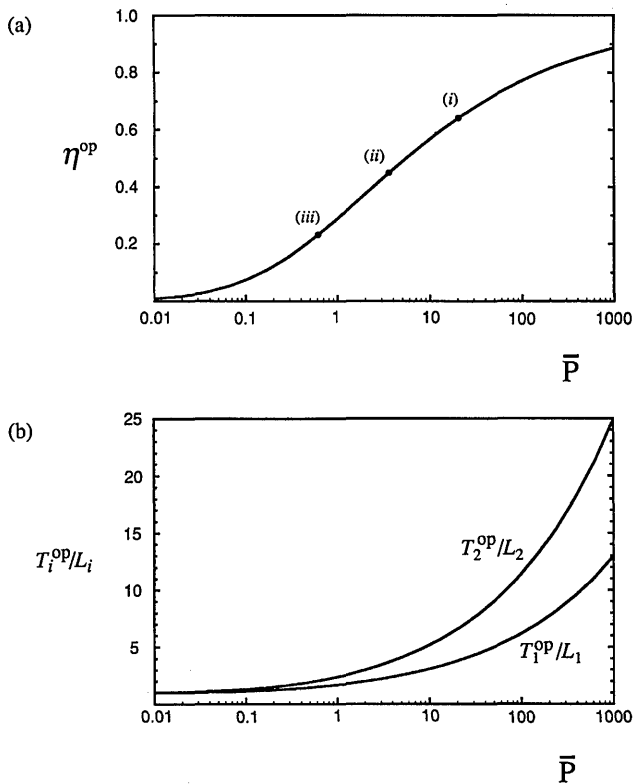 (a)
1.0
0.8
0.6
0.4
0.2
η^op
(i)
(ii)
(iii)
0.01 0.1 1 10 100 1000
P̄
(b)
25
20
15
10
5
T_i^op/L_i
T_2^op/L_2
T_1^op/L_1
0.01 0.1 1 10 100 1000
P̄